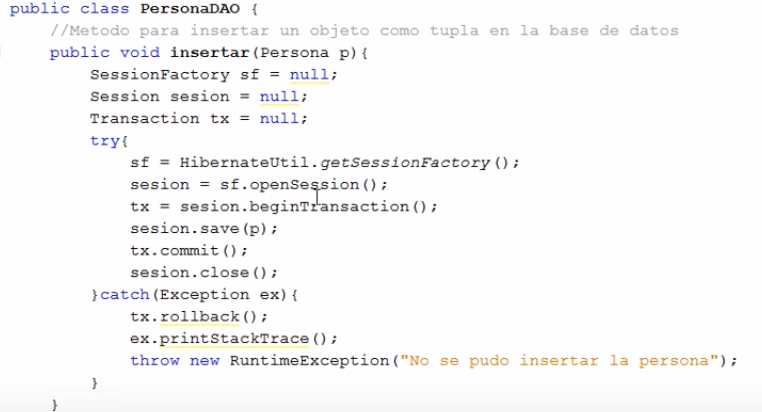 public class PersonaDAO {
//Metodo para insertar un objeto como tupla en la base de datos
public void insertar(Persona p){
SessionFactory sf = null;
Session sesion = null;
Transaction tx = null;
try{
sf = HibernateUtil.getSessionFactory();
sesion = sf.openSession();
tx = sesion.beginTransaction();
sesion.save(p);
tx.commit();
sesion.close();
}catch(Exception ex){
tx.rollback();
ex.printStackTrace();
throw new RuntimeException("No se pudo insertar la persona");
}
}